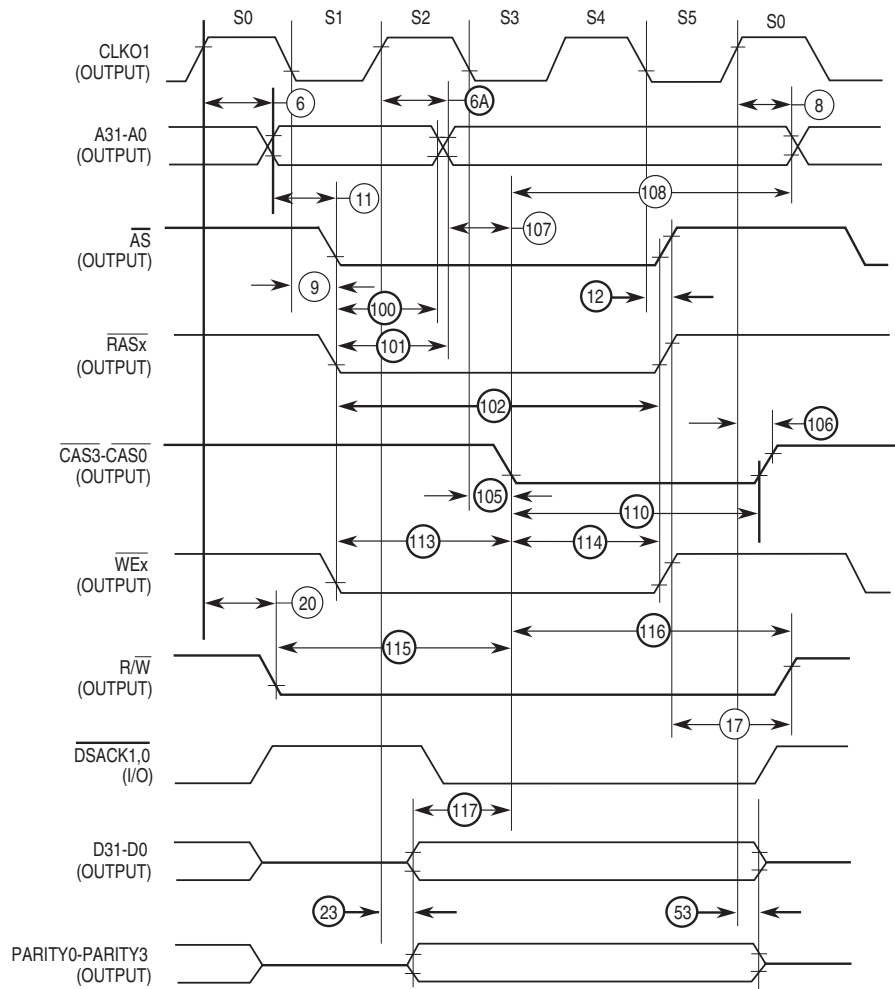 S0 S1 S2 S3 S4 S5 S0
CLKO1
(OUTPUT)
6 6A 8
A31-A0
(OUTPUT)
11 108
107
AS
(OUTPUT)
9 12
100
RASx
(OUTPUT)
101
102
106
CAS3-CAS0
(OUTPUT)
105
110
113 114
WEx
(OUTPUT)
20
116
115
R/W
(OUTPUT)
17
DSACK1,0
(I/O)
117
D31-D0
(OUTPUT)
23 53
PARITY0-PARITY3
(OUTPUT)